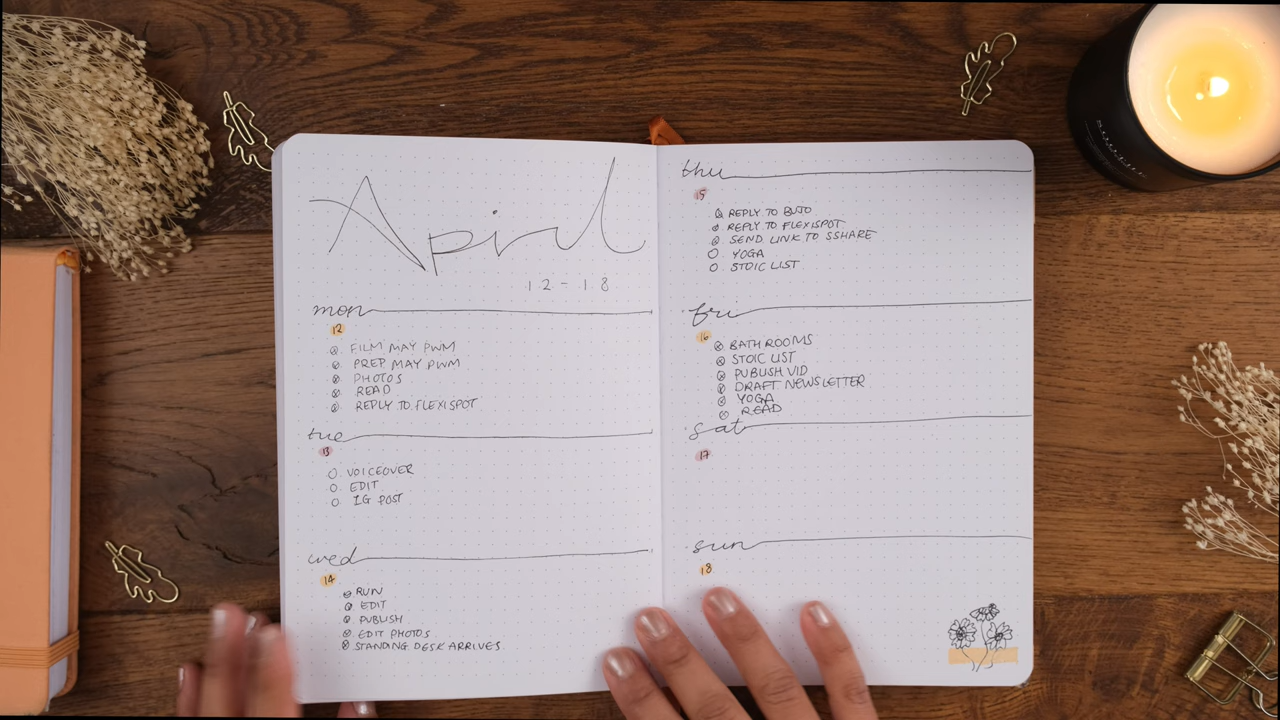 April
12-18
mon
12
FILM MAY PWM
PREP MAY PWM
PHOTOS
READ
REPLY TO FLEXISPOT
tue
13
VOICEOVER
EDIT
IG POST
wed
14
RUN
EDIT
PUBLISH
EDIT PHOTOS
STANDING DESK ARRIVES
thu
15
REPLY TO BUJO
REPLY TO FLEXISPOT
SEND LINK TO SSHARE
YOGA
STOIC LIST
fri
16
BATHROOMS
STOIC LIST
PUBLISH VID
DRAFT NEWSLETTER
YOGA
READ
sat
17
sun
18